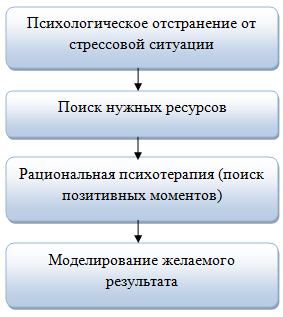 Психологическое отстранение от
стрессовой ситуации
Поиск нужных ресурсов
Рациональная психотерапия (поиск
позитивных моментов)
Моделирование желаемого
результата